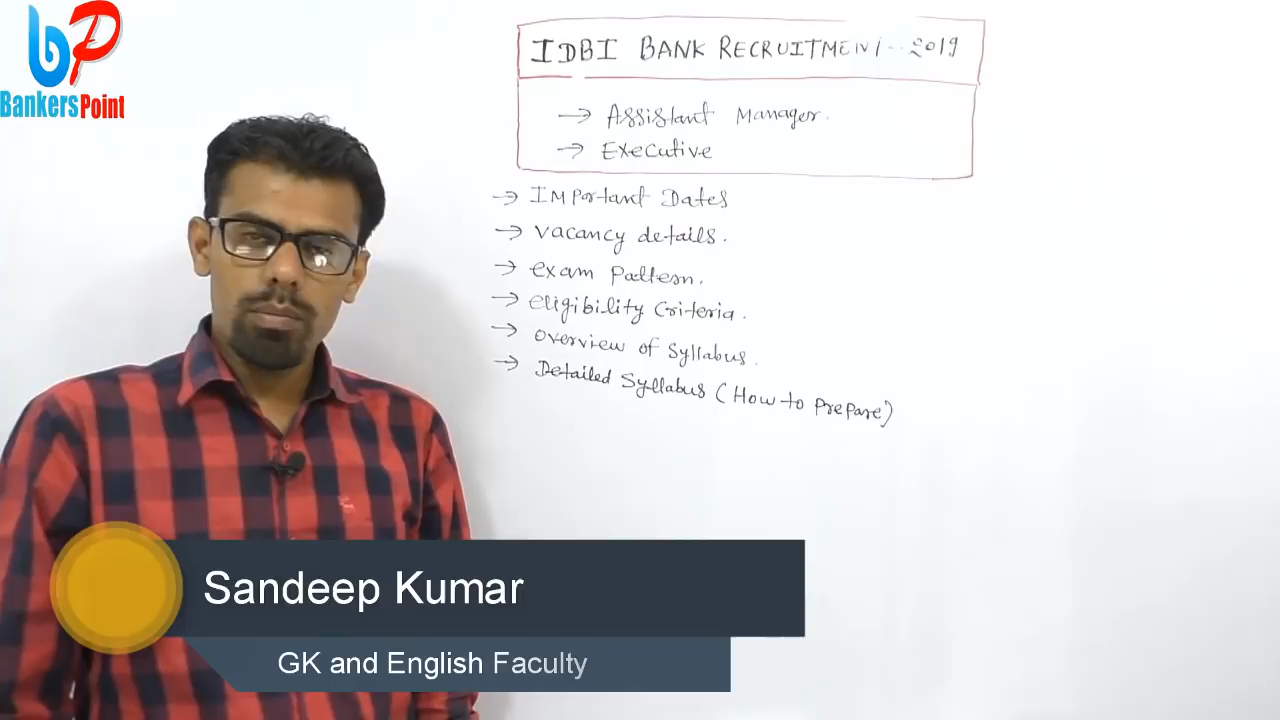 bP
BankersPoint
IDBI BANK RECRUITMENT - 2019
→ Assistant Manager.
→ Executive
→ Important Dates
→ Vacancy details.
→ exam Pattern.
→ eligibility Criteria.
→ overview of Syllabus.
→ Detailed Syllabus (How to Prepare)
Sandeep Kumar
GK and English Faculty